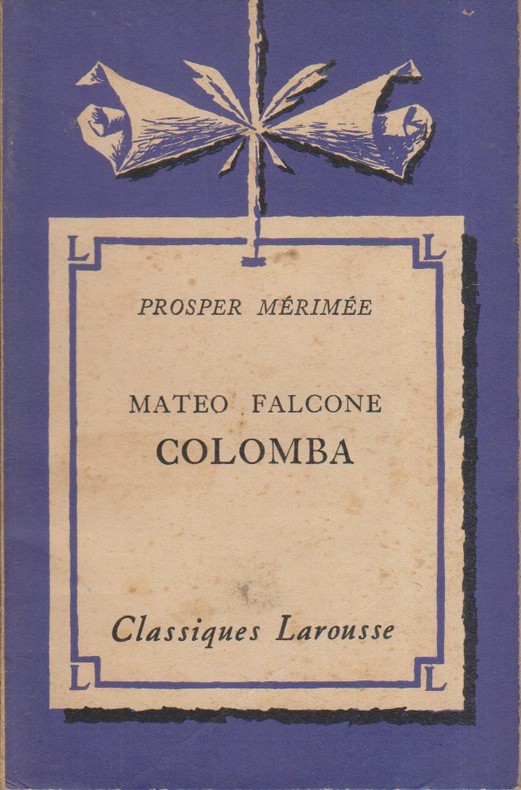 L L
PROSPER MÉRIMÉE
MATEO FALCONE
COLOMBA
Classiques Larousse
L L